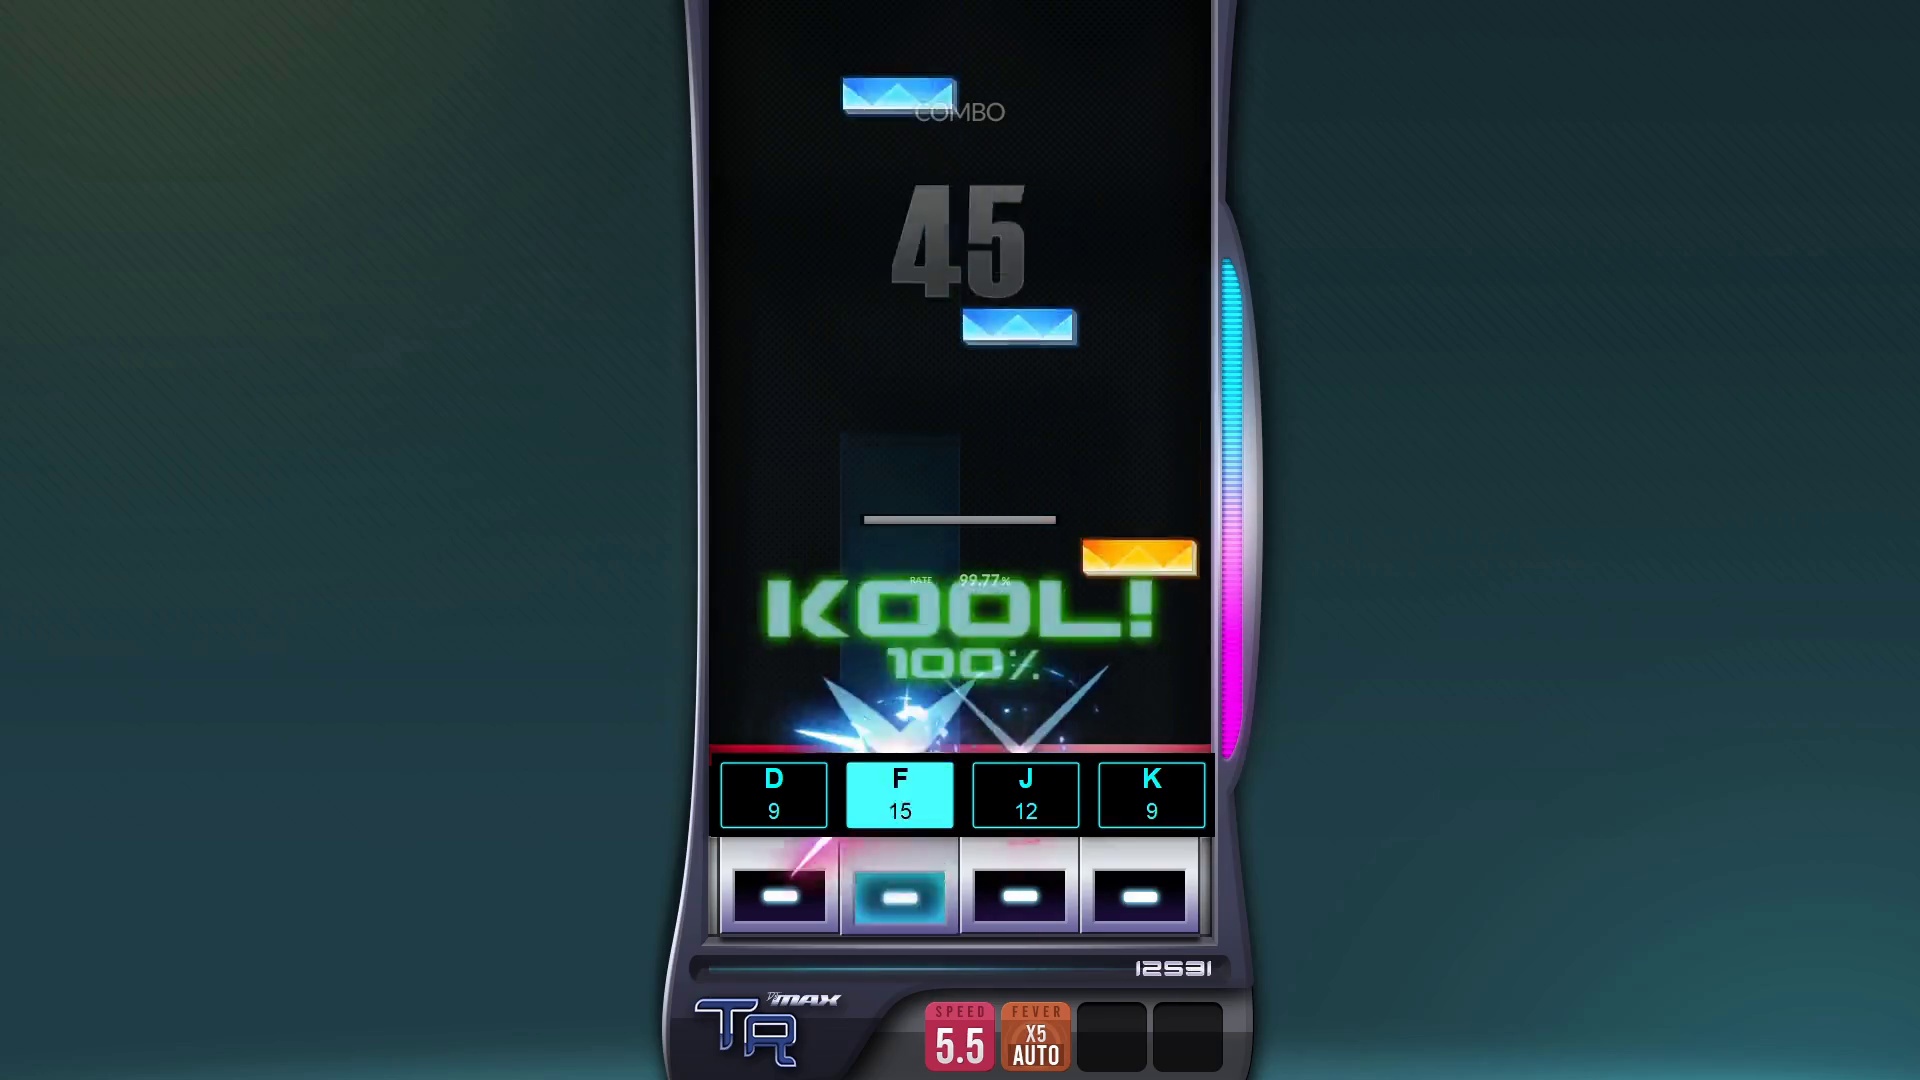 COMBO
45
RATE 99.77%
KOOL!
100%
D F J K
9 15 12 9
12531
MAX
TR
SPEED FEVER
5.5 X5
AUTO